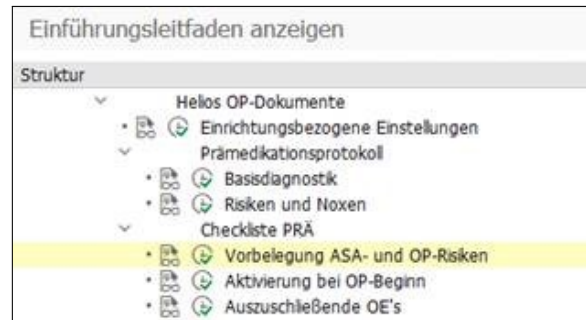 Einführungsleitfaden anzeigen
Struktur
Helios OP-Dokumente
Einrichtungsbezogene Einstellungen
Prämedikationsprotokoll
Basisdiagnostik
Risiken und Noxen
Checkliste PRÄ
Vorbelegung ASA- und OP-Risiken
Aktivierung bei OP-Beginn
Auszuschließende OE's